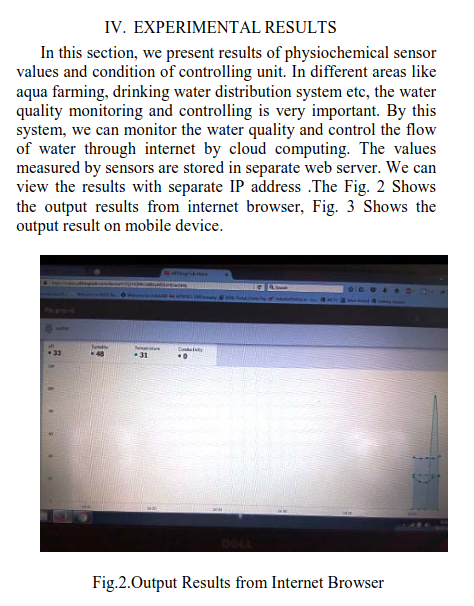 IV. EXPERIMENTAL RESULTS
In this section, we present results of physiochemical sensor
values and condition of controlling unit. In different areas like
aqua farming, drinking water distribution system etc, the water
quality monitoring and controlling is very important. By this
system, we can monitor the water quality and control the flow
of water through internet by cloud computing. The values
measured by sensors are stored in separate web server. We can
view the results with separate IP address .The Fig. 2 Shows
the output results from internet browser, Fig. 3 Shows the
output result on mobile device.
Turbidity
Temperature
Conductivity
33
48
31
0
DELL
Fig.2.Output Results from Internet Browser